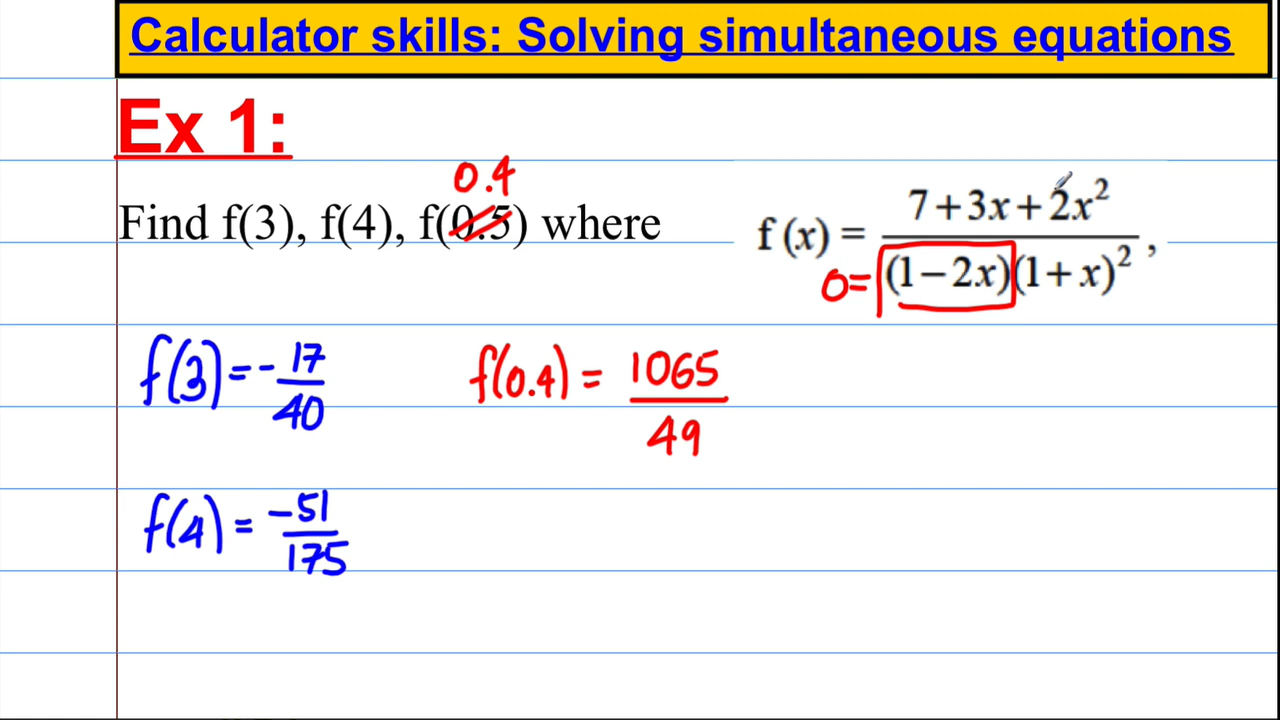 Calculator skills: Solving simultaneous equations
Ex 1:
0.4
Find f(3), f(4), f(0.5) where
f (x) = (7 + 3x + 2x²) / ((1 − 2x)(1 + x)²),
0=
f(3) = - 17/40
f(0.4) = 1065/49
f(4) = -51/175